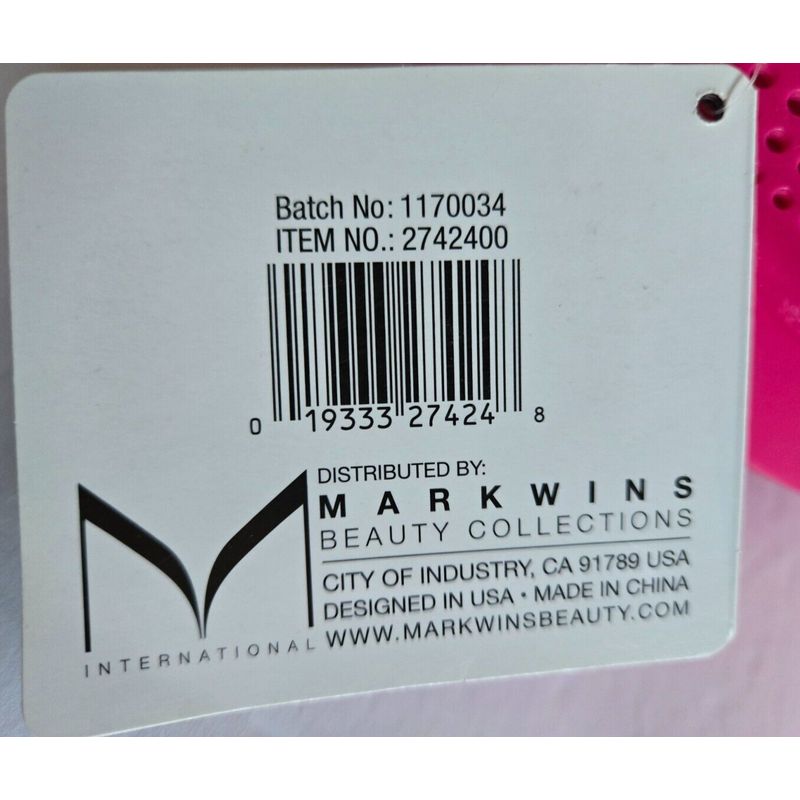 Batch No: 1170034
ITEM NO.: 2742400
0 19333 27424 8
DISTRIBUTED BY:
MARKWINS
BEAUTY COLLECTIONS
CITY OF INDUSTRY, CA 91789 USA
DESIGNED IN USA • MADE IN CHINA
WWW.MARKWINSBEAUTY.COM
INTERNATIONAL